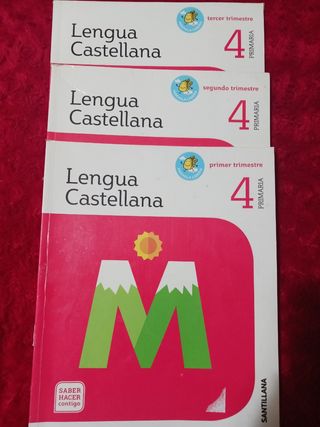 tercer trimestre
Lengua
Castellana
4
PRIMARIA
segundo trimestre
Lengua
Castellana
4
PRIMARIA
primer trimestre
Lengua
Castellana
4
PRIMARIA
M
SABER
HACER
contigo
SANTILLANA